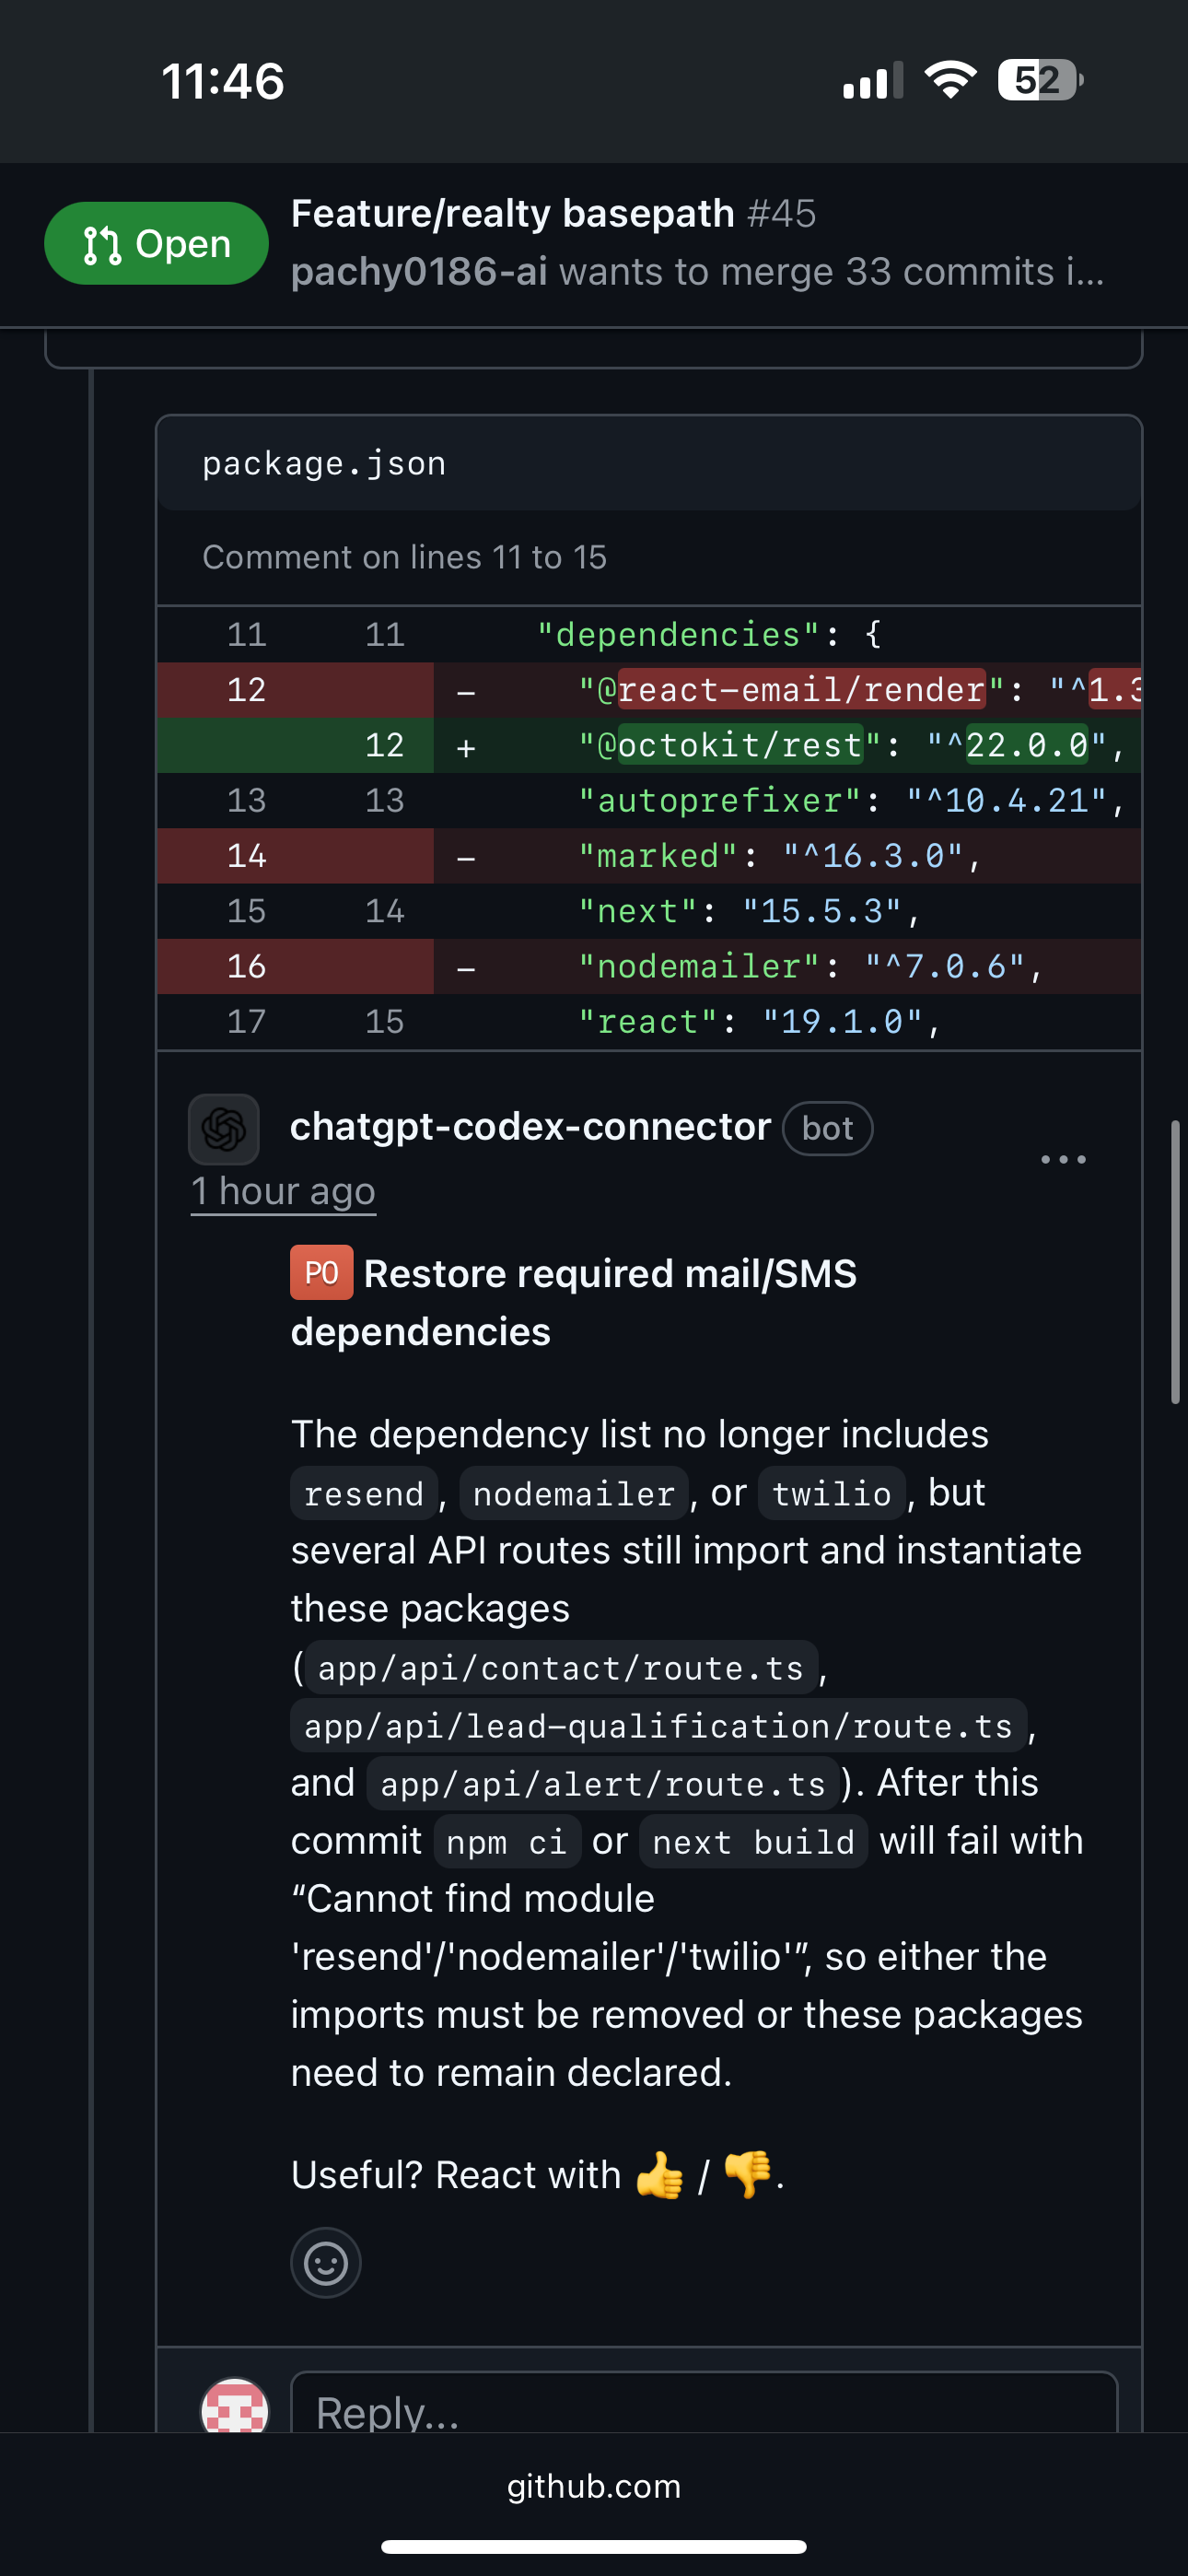 11:46
52
Open
Feature/realty basepath #45
pachy0186-ai wants to merge 33 commits i...
package.json
Comment on lines 11 to 15
11 11 "dependencies": {
12 - "@react-email/render": "^1.3
12 + "@octokit/rest": "^22.0.0",
13 13 "autoprefixer": "^10.4.21",
14 - "marked": "^16.3.0",
15 14 "next": "15.5.3",
16 - "nodemailer": "^7.0.6",
17 15 "react": "19.1.0",
chatgpt-codex-connector bot
...
1 hour ago
P0 Restore required mail/SMS
dependencies
The dependency list no longer includes
resend, nodemailer, or twilio, but
several API routes still import and instantiate
these packages
(app/api/contact/route.ts,
app/api/lead-qualification/route.ts,
and app/api/alert/route.ts). After this
commit npm ci or next build will fail with
“Cannot find module
'resend'/'nodemailer'/'twilio'”, so either the
imports must be removed or these packages
need to remain declared.
Useful? React with 👍 / 👎.
Reply...
github.com